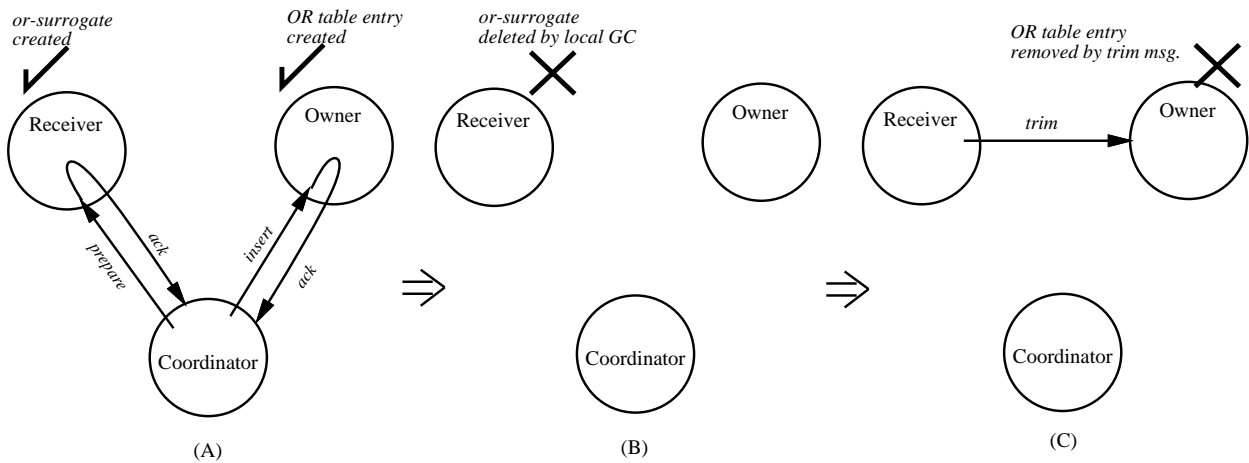 or-surrogate
created
OR table entry
created
Receiver
Owner
prepare
ack
insert
ack
Coordinator
(A)
or-surrogate
deleted by local GC
Receiver
Owner
Coordinator
(B)
OR table entry
removed by trim msg.
Receiver
trim
Owner
Coordinator
(C)